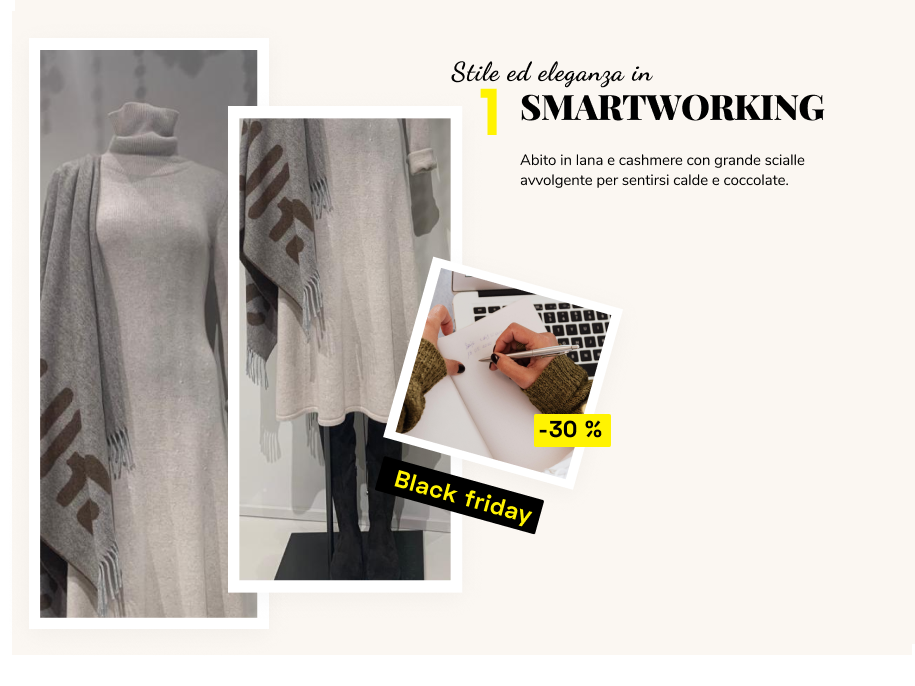 Stile ed eleganza in
1 SMARTWORKING
Abito in lana e cashmere con grande scialle
avvolgente per sentirsi calde e coccolate.
-30 %
Black friday